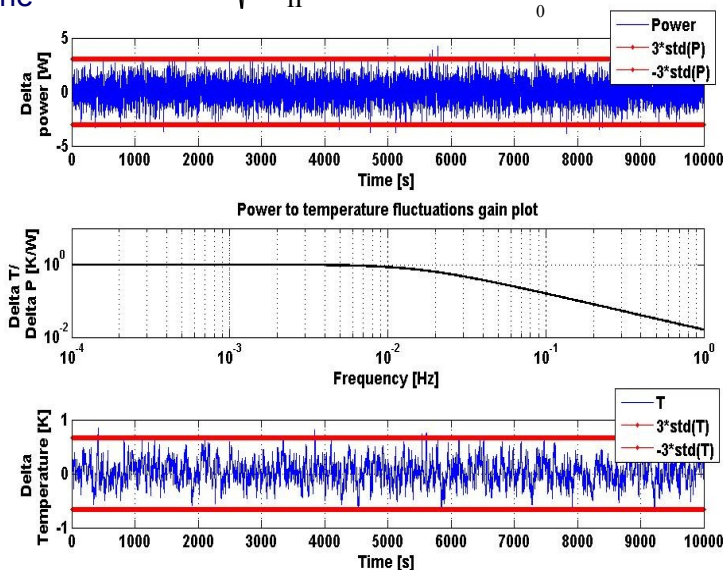 ne √ n 0
Power
3*std(P)
-3*std(P)
Delta
power [W]
5
0
-5
0 1000 2000 3000 4000 5000 6000 7000 8000 9000 10000
Time [s]
Power to temperature fluctuations gain plot
Delta T/
Delta P [K/W]
10^0
10^-2
10^-4 10^-3 10^-2 10^-1 10^0
Frequency [Hz]
T
3*std(T)
-3*std(T)
Delta
Temperature [K]
1
0
-1
0 1000 2000 3000 4000 5000 6000 7000 8000 9000 10000
Time [s]